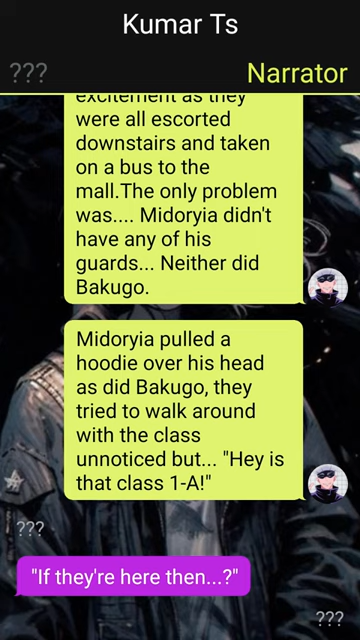 Kumar Ts
???
Narrator
excitement as they
were all escorted
downstairs and taken
on a bus to the
mall.The only problem
was.... Midoryia didn't
have any of his
guards... Neither did
Bakugo.
Midoryia pulled a
hoodie over his head
as did Bakugo, they
tried to walk around
with the class
unnoticed but... "Hey is
that class 1-A!"
???
"If they're here then...?"
???